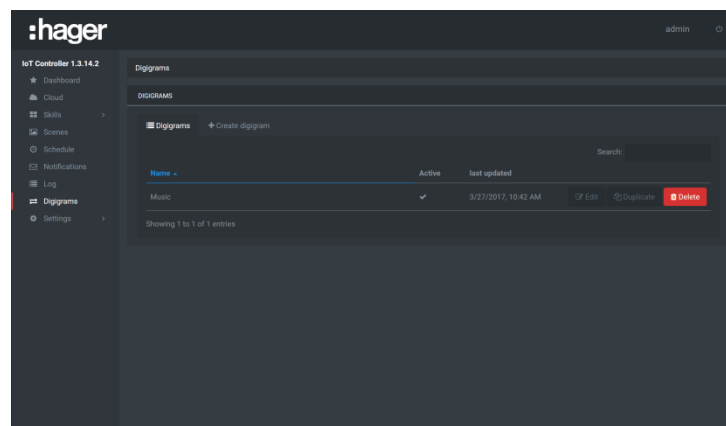 :hager
admin
IoT Controller 1.3.14.2
Dashboard
Cloud
Skills
Scenes
Schedule
Notifications
Log
Digigrams
Settings
Digigrams
DIGIGRAMS
Digigrams
Create digigram
Search:
Name Active last updated
Music 3/27/2017, 10:42 AM Edit Duplicate Delete
Showing 1 to 1 of 1 entries